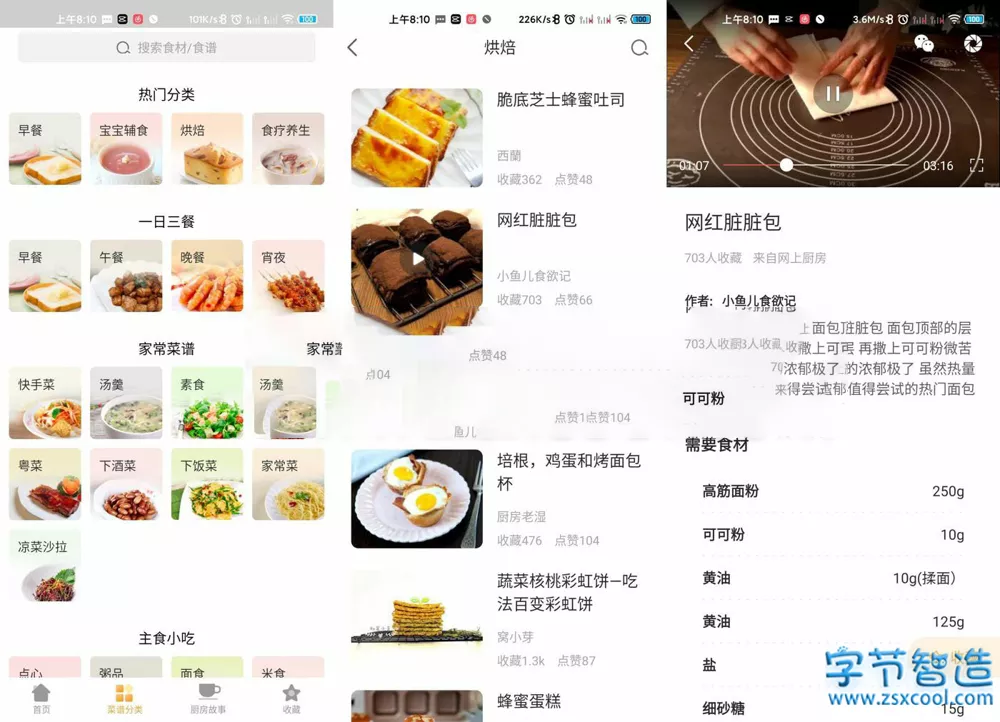 上午8:10
101K/s
100
搜索食材/食谱
热门分类
早餐
宝宝辅食
烘焙
食疗养生
一日三餐
早餐
午餐
晚餐
宵夜
家常菜谱
快手菜
汤羹
素食
汤羹
粤菜
下酒菜
下饭菜
家常菜
凉菜沙拉
主食小吃
点心
粥品
面食
米食
首页
菜谱分类
厨房故事
收藏
上午8:10
226K/s
100
烘焙
脆底芝士蜂蜜吐司
西蘭
收藏362 点赞48
网红脏脏包
小鱼儿食欲记
收藏703 点赞66
点赞48
点04
点赞1点赞104
鱼儿
培根，鸡蛋和烤面包
杯
厨房老湿
收藏476 点赞104
蔬菜核桃彩虹饼—吃
法百变彩虹饼
窝小芽
收藏1.3k 点赞87
蜂蜜蛋糕
上午8:10
3.6M/s
100
01:07
03:16
网红脏脏包
703人收藏 来自网上厨房
作者: 小鱼儿食欲记
上面包脏脏包 面包顶部的层
撒上可 再撒上可可粉微苦
浓郁极了 的浓郁极了 虽然热量
来得尝试 值得尝试的热门面包
可可粉
需要食材
高筋面粉 250g
可可粉 10g
黄油 10g(揉面）
黄油 125g
盐
细砂糖 15g
字节智造
www.zsxcool.com